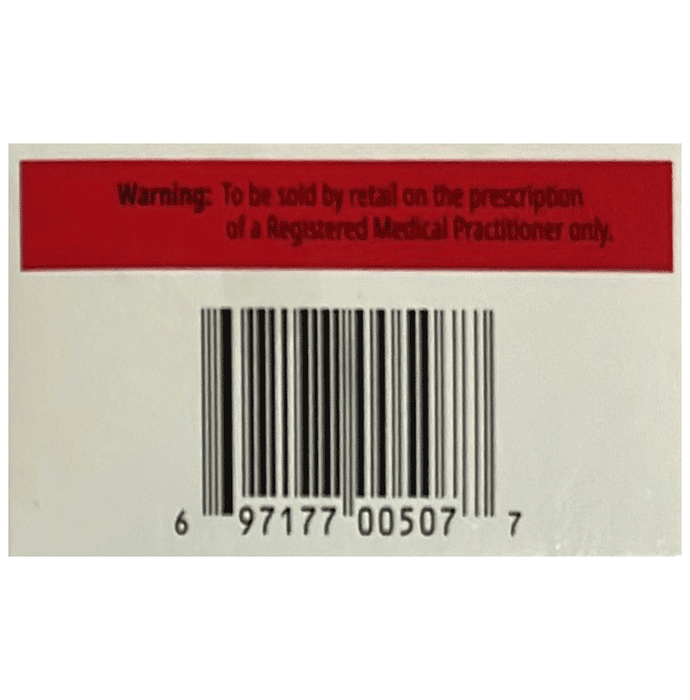 Warning: To be sold by retail on the prescription
of a Registered Medical Practitioner only.
6 97177 00507 7